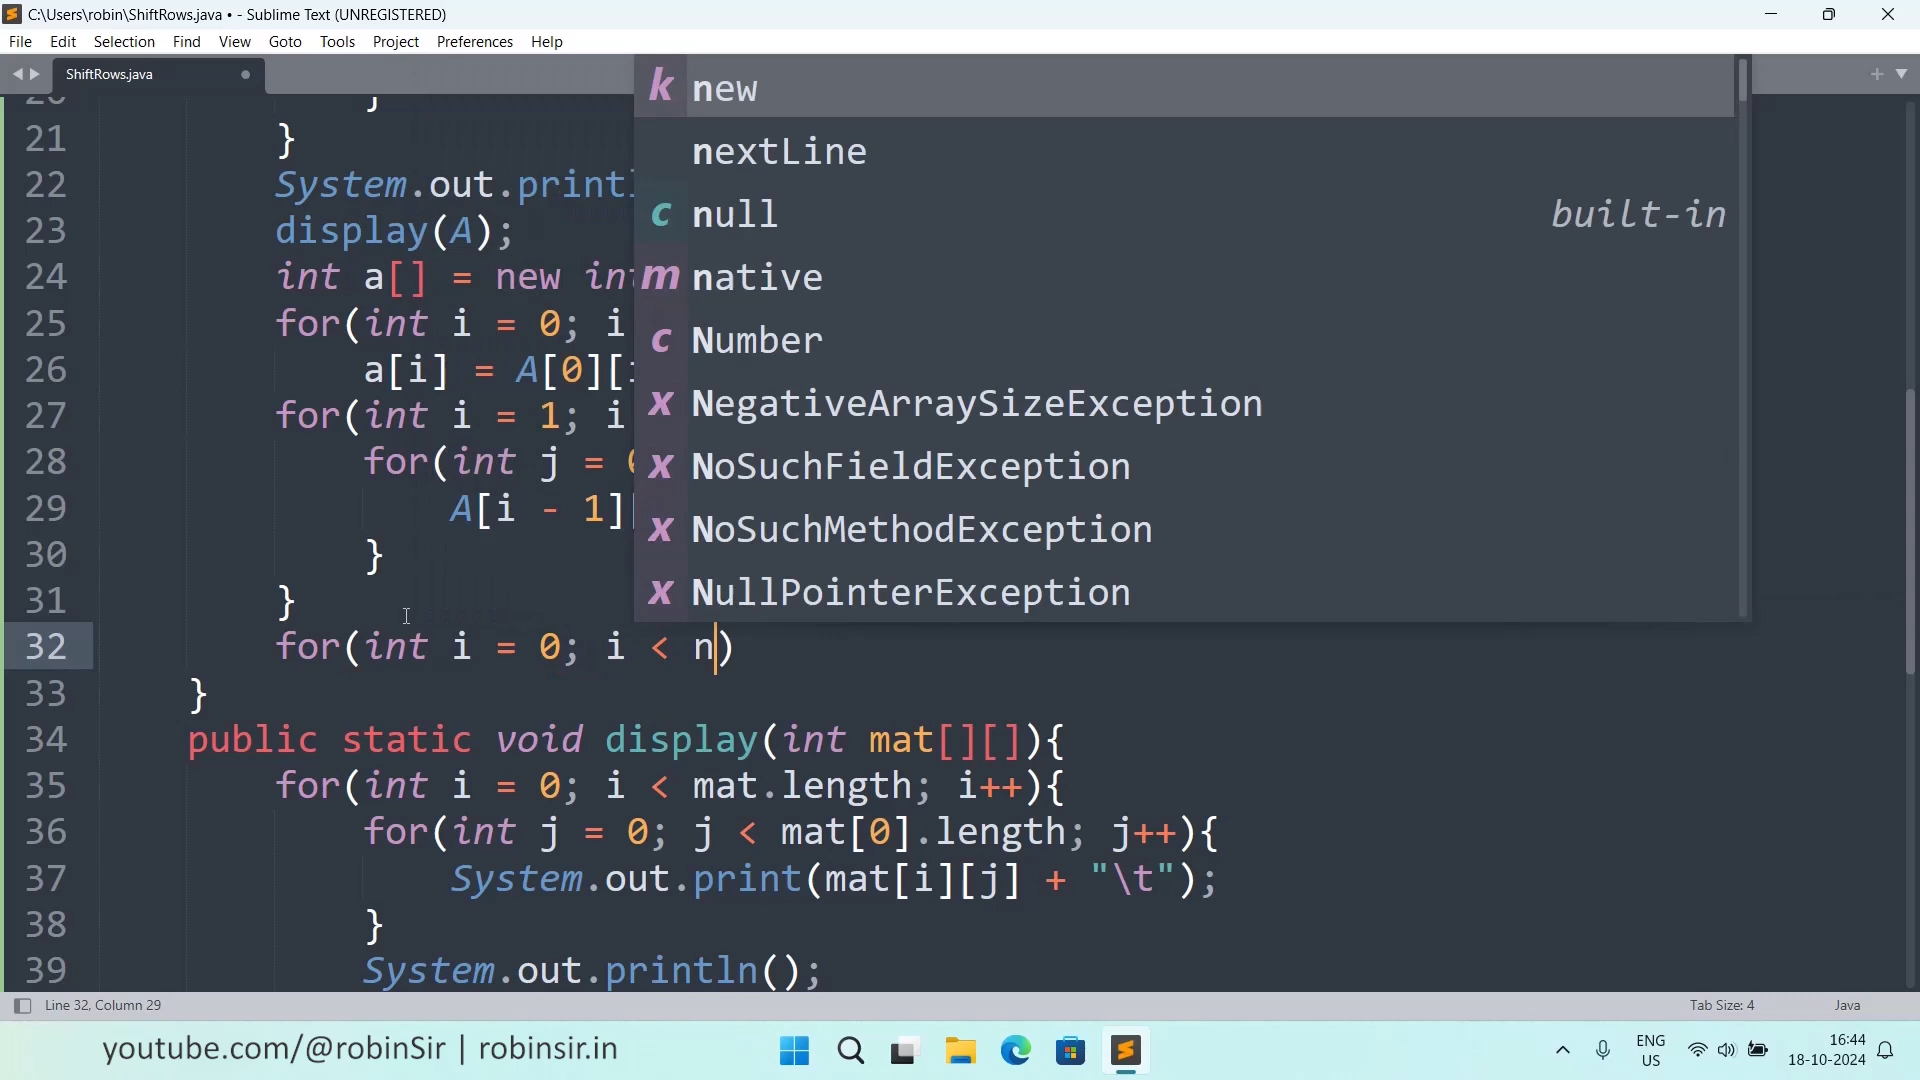 C:\Users\robin\ShiftRows.java • - Sublime Text (UNREGISTERED)
File Edit Selection Find View Goto Tools Project Preferences Help
ShiftRows.java
20 }
21 }
22 System.out.printl
23 display(A);
24 int a[] = new int
25 for(int i = 0; i
26 a[i] = A[0][i
27 for(int i = 1; i
28 for(int j = 0
29 A[i - 1][
30 }
31 }
32 for(int i = 0; i < n)
33 }
34 public static void display(int mat[][]){
35 for(int i = 0; i < mat.length; i++){
36 for(int j = 0; j < mat[0].length; j++){
37 System.out.print(mat[i][j] + "\t");
38 }
39 System.out.println();
k new
nextLine
c null built-in
m native
c Number
x NegativeArraySizeException
x NoSuchFieldException
x NoSuchMethodException
x NullPointerException
Line 32, Column 29 Tab Size: 4 Java
youtube.com/@robinSir | robinsir.in
ENG
US
16:44
18-10-2024